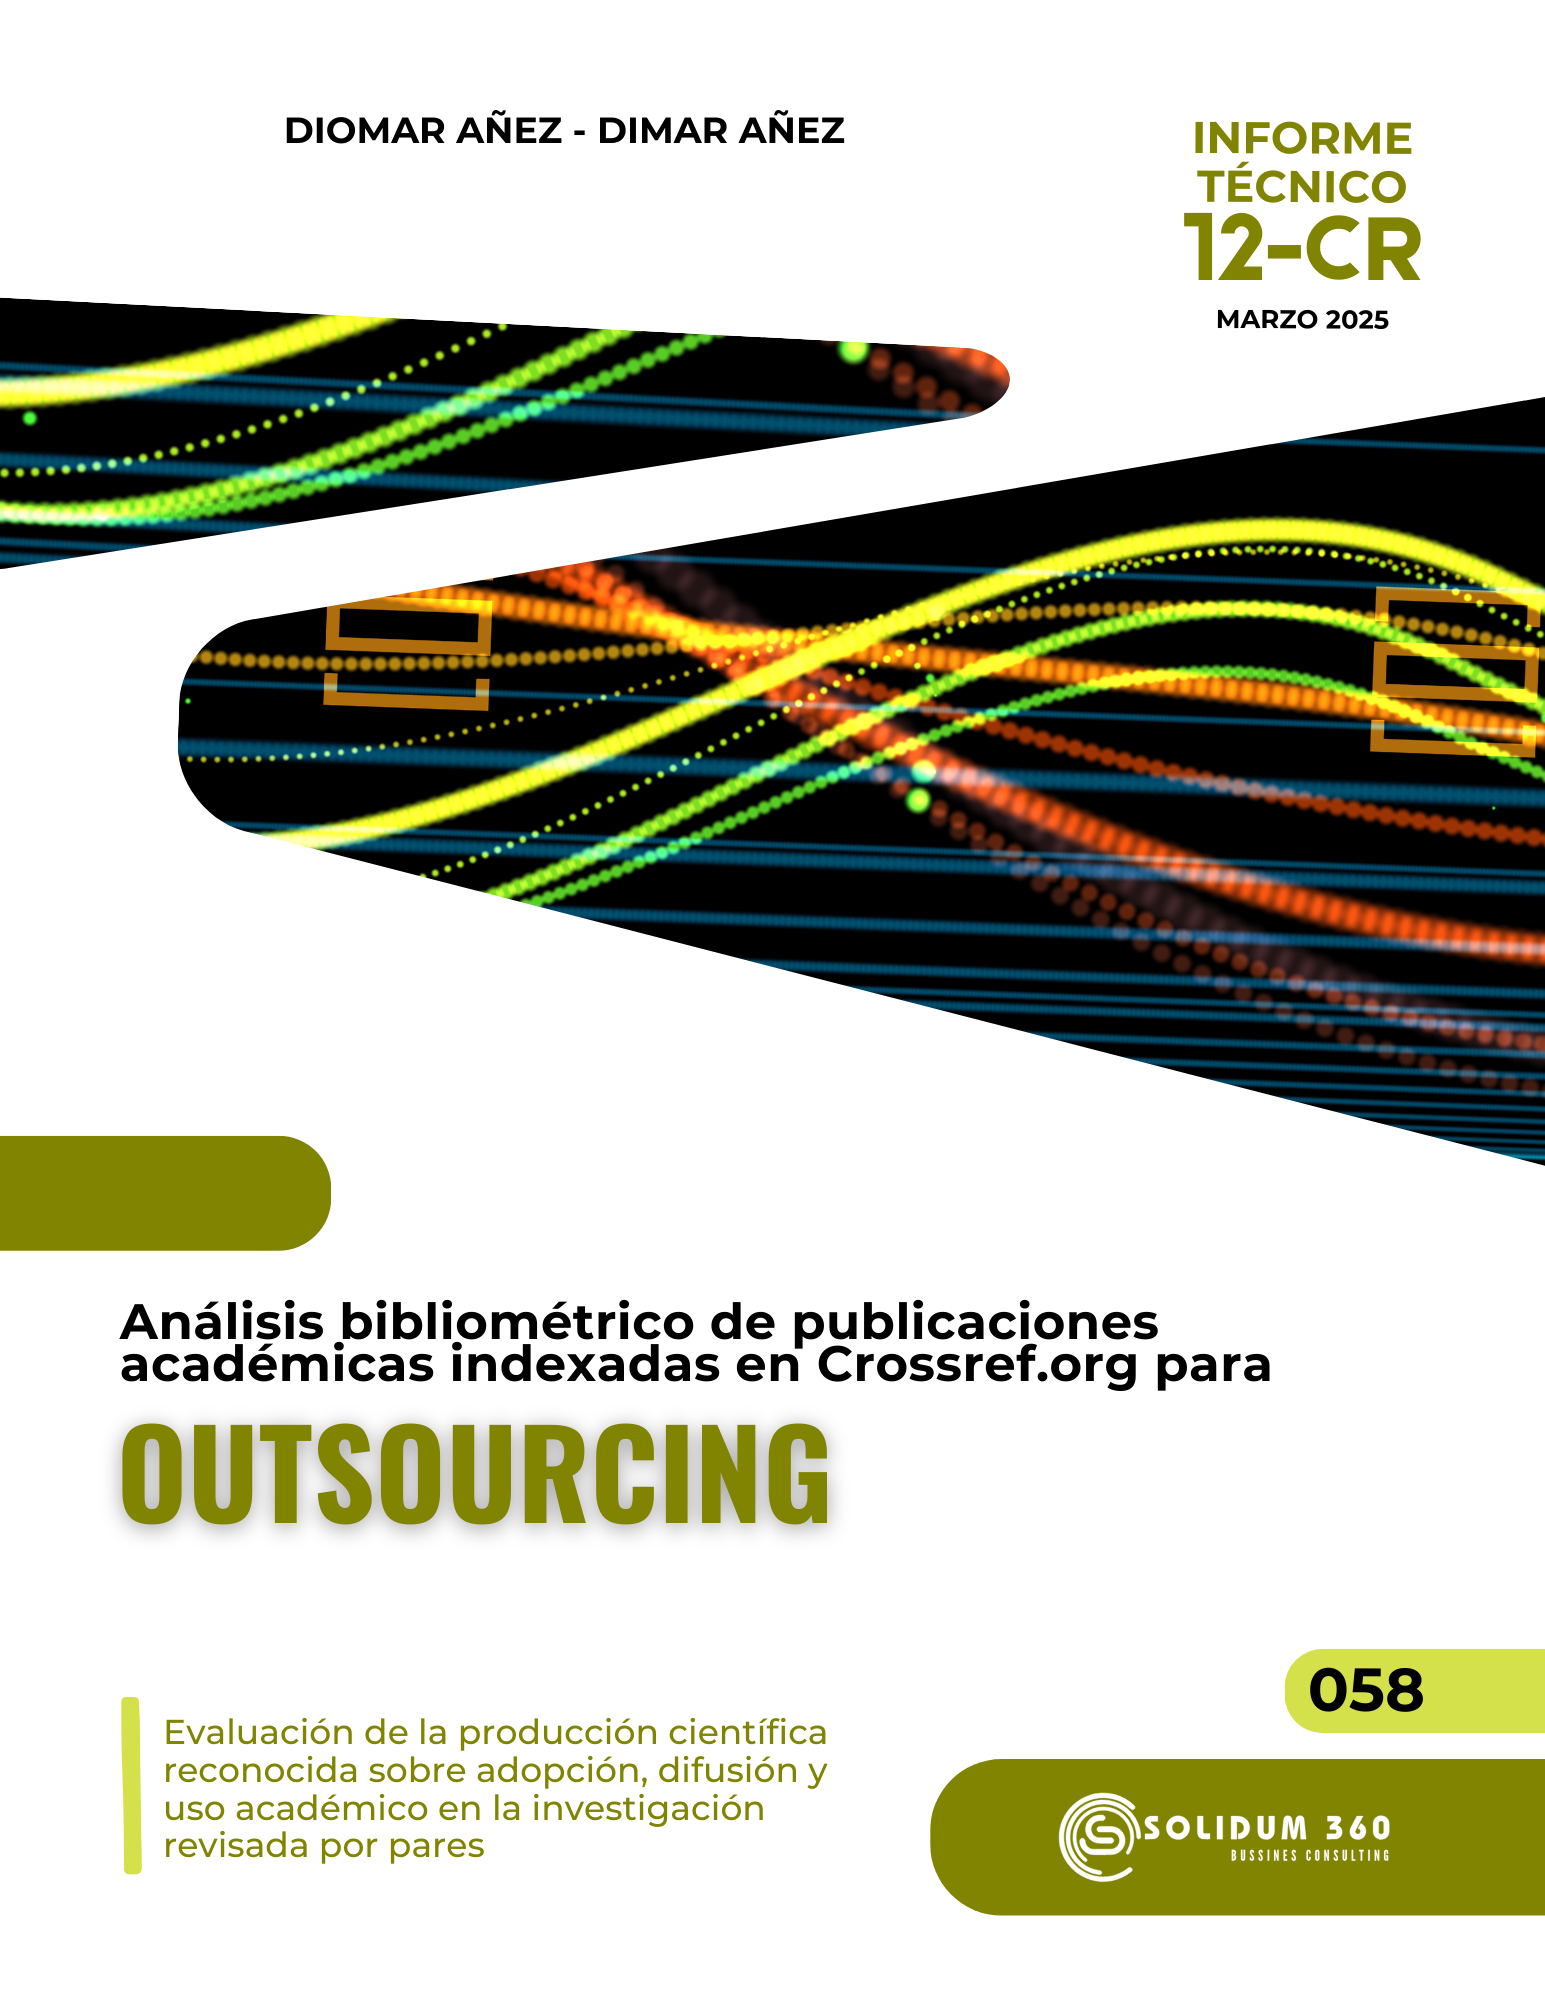 DIOMAR AÑEZ - DIMAR AÑEZ
INFORME
TÉCNICO
12-CR
MARZO 2025
Análisis bibliométrico de publicaciones
académicas indexadas en Crossref.org para
OUTSOURCING
058
Evaluación de la producción científica
reconocida sobre adopción, difusión y
uso académico en la investigación
revisada por pares
SOLIDUM 360
BUSSINES CONSULTING